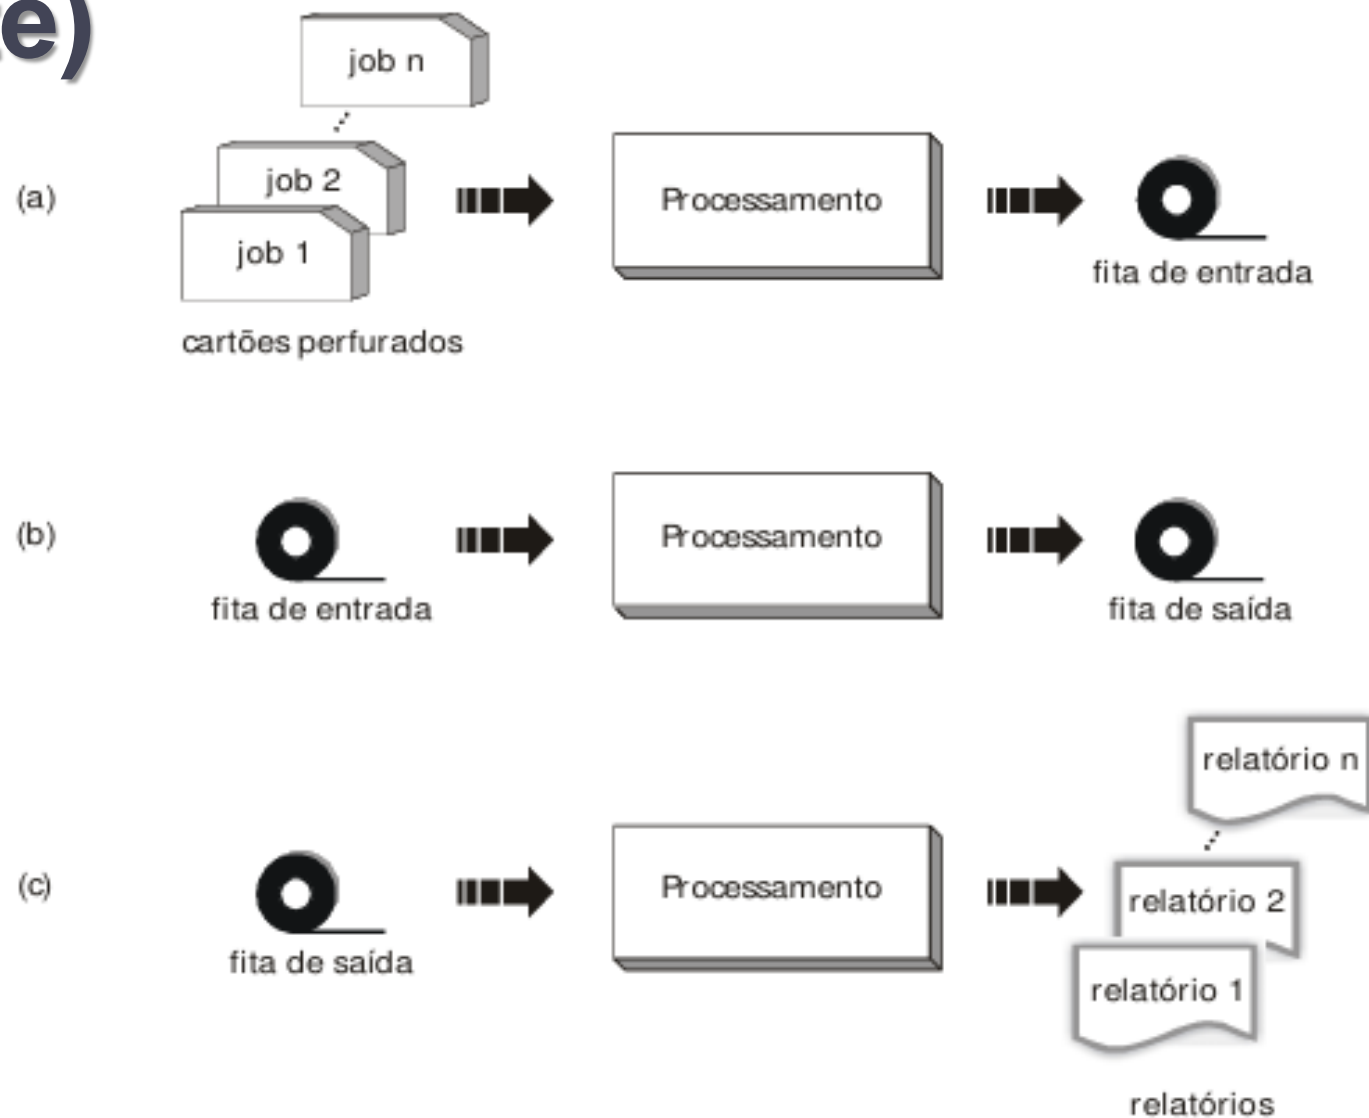 e)
job n
job 2
job 1
(a)
Processamento
fita de entrada
cartões perfurados
(b)
Processamento
fita de entrada
fita de saída
(c)
Processamento
fita de saída
relatório n
relatório 2
relatório 1
relatórios